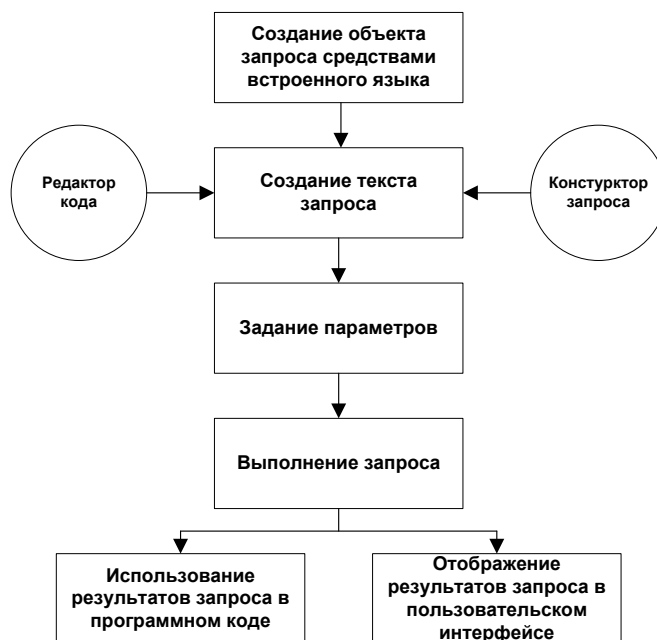 Создание объекта
запроса средствами
встроенного языка
Редактор
кода
Создание текста
запроса
Констурктор
запроса
Задание параметров
Выполнение запроса
Использование
результатов запроса в
программном коде
Отображение
результатов запроса в
пользовательском
интерфейсе